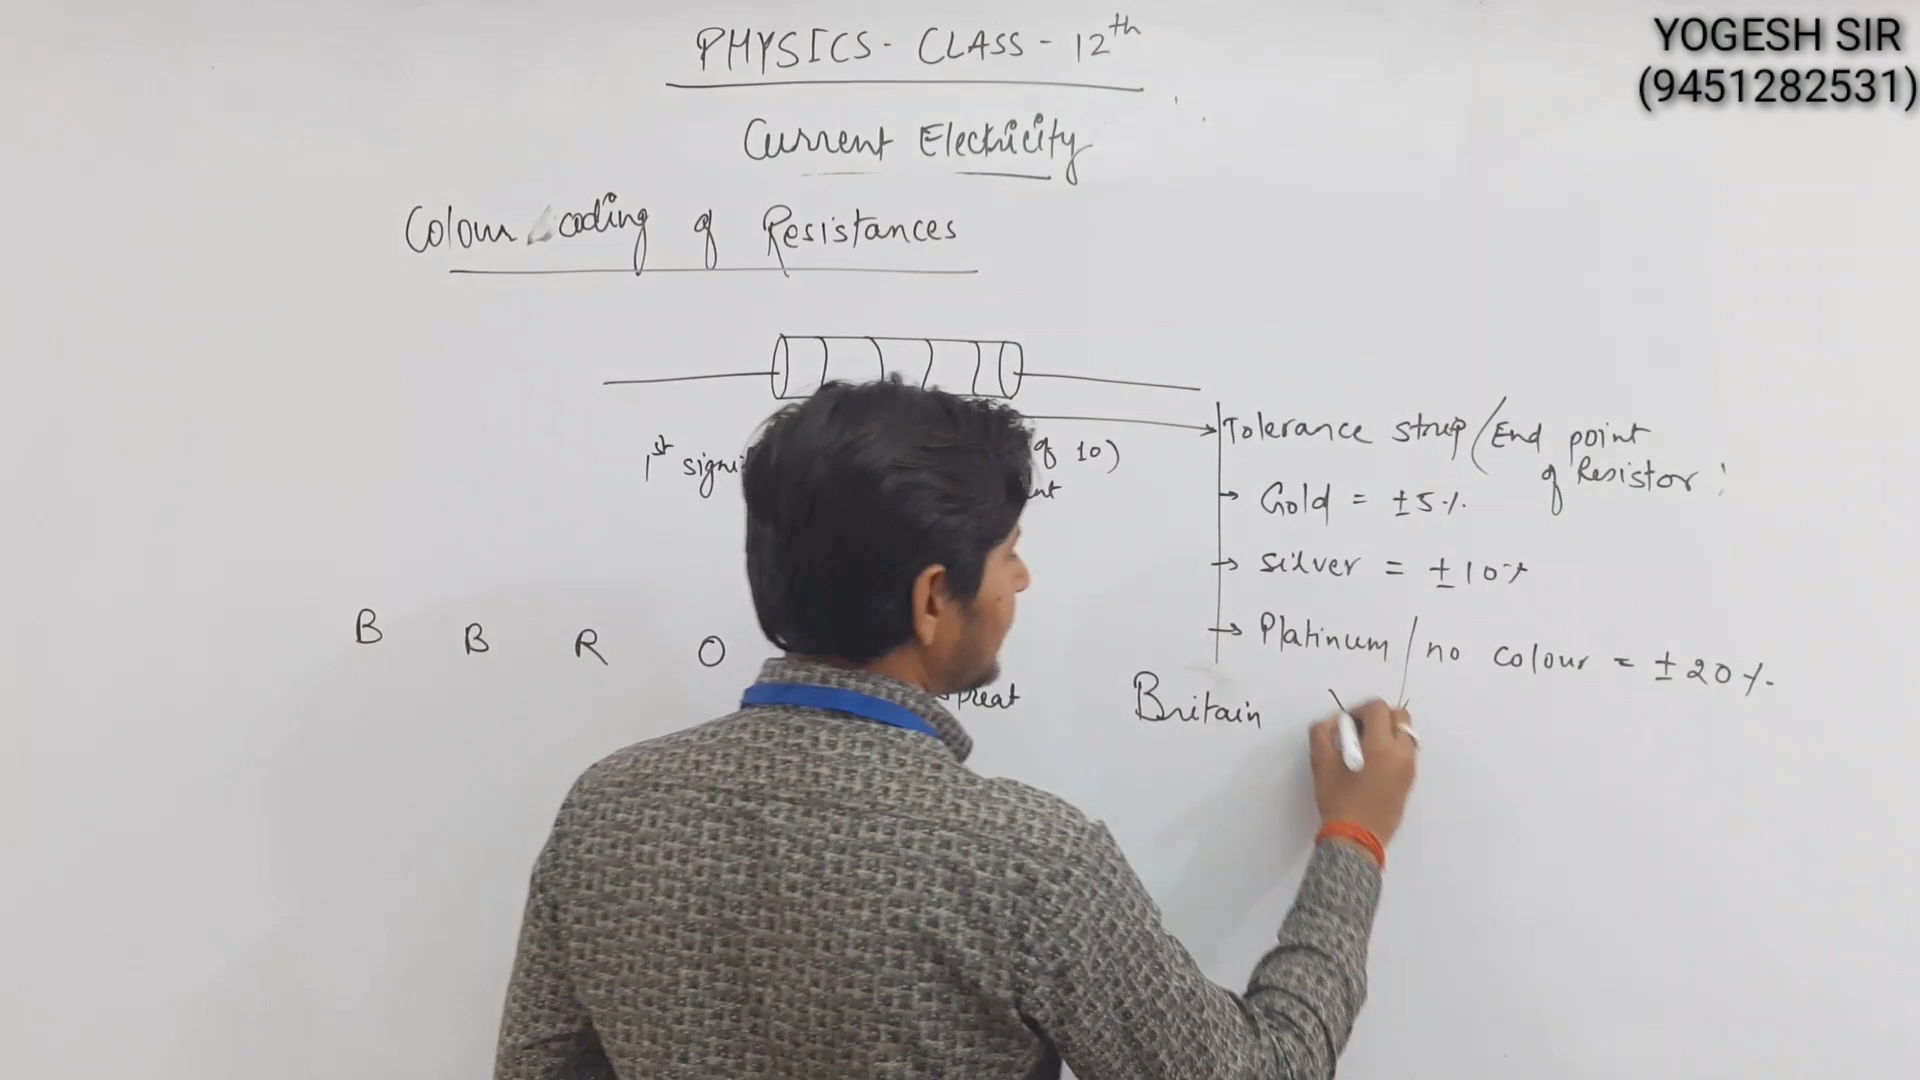 PHYSICS - CLASS - 12th
YOGESH SIR
(9451282531)
Current Electricity
Colour coding of Resistances
Tolerance strip / End point
of Resistor
1st signi
of 10)
Gold = ±5%
Silver = ±10%
B B R O
Platinum / no colour = ±20%
Britain